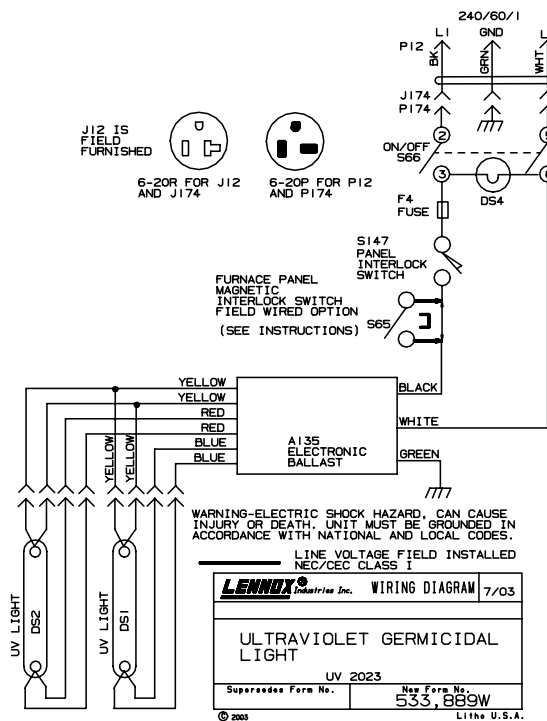 240/60/1
L1 GND L
P12
BK
GRN
WHT
J174
P174
J12 IS
FIELD
FURNISHED
6-20R FOR J12
AND J174
6-20P FOR P12
AND P174
ON/OFF
S66
2
3
DS4
F4
FUSE
S147
PANEL
INTERLOCK
SWITCH
FURNACE PANEL
MAGNETIC
INTERLOCK SWITCH
FIELD WIRED OPTION
(SEE INSTRUCTIONS)
S65
YELLOW
YELLOW
RED
RED
BLUE
BLUE
YELLOW
YELLOW
A135
ELECTRONIC
BALLAST
BLACK
WHITE
GREEN
UV LIGHT
DS2
UV LIGHT
DS1
WARNING-ELECTRIC SHOCK HAZARD, CAN CAUSE
INJURY OR DEATH. UNIT MUST BE GROUNDED IN
ACCORDANCE WITH NATIONAL AND LOCAL CODES.
LINE VOLTAGE FIELD INSTALLED
NEC/CEC CLASS I
LENNOX® Industries Inc. WIRING DIAGRAM 7/03
ULTRAVIOLET GERMICIDAL
LIGHT
UV 2023
Supersedes Form No. New Form No.
533,889W
© 2003 Litho U.S.A.